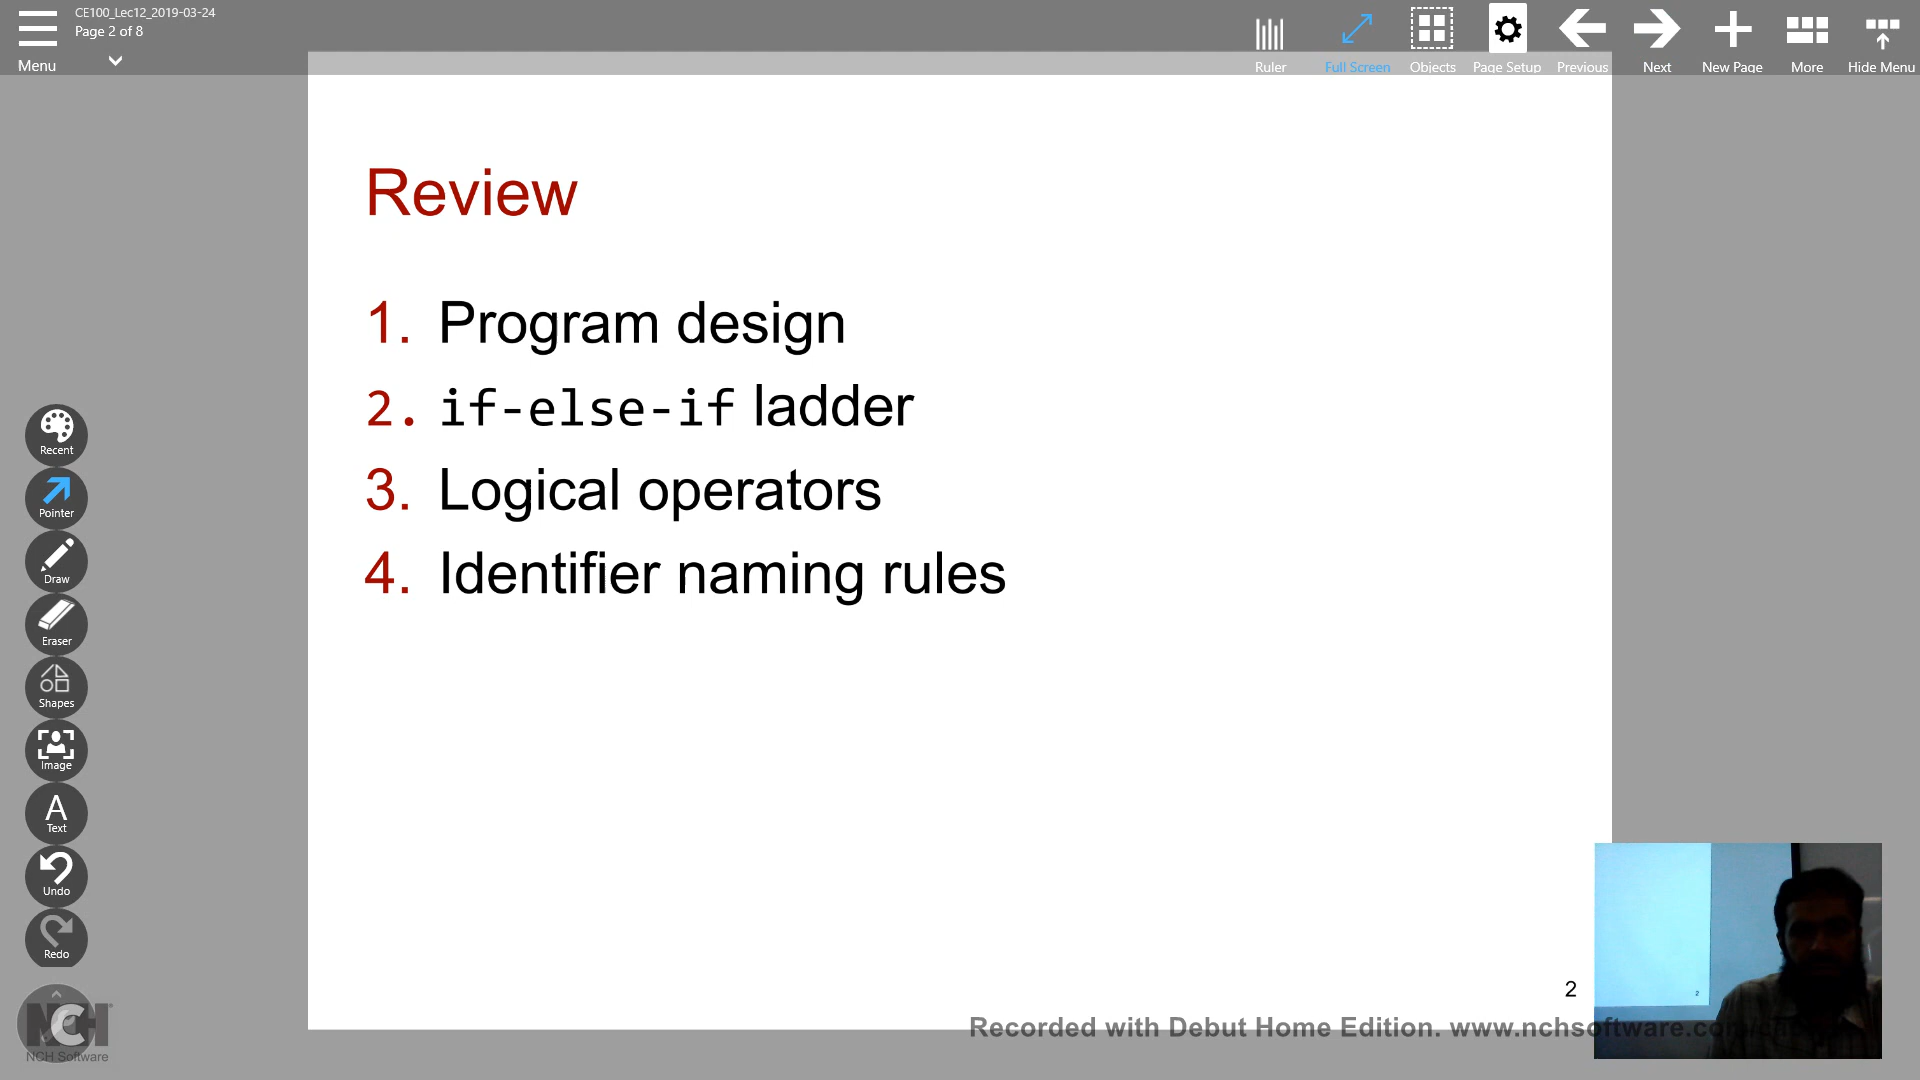 CE100_Lec12_2019-03-24
Page 2 of 8
Menu
Ruler
Full Screen
Objects
Page Setup
Previous
Next
New Page
More
Hide Menu
Review
1. Program design
2. if-else-if ladder
3. Logical operators
4. Identifier naming rules
Recent
Pointer
Draw
Eraser
Shapes
Image
A
Text
Undo
Redo
NCH
NCH Software
2
2
Recorded with Debut Home Edition. www.nchsoftware.com